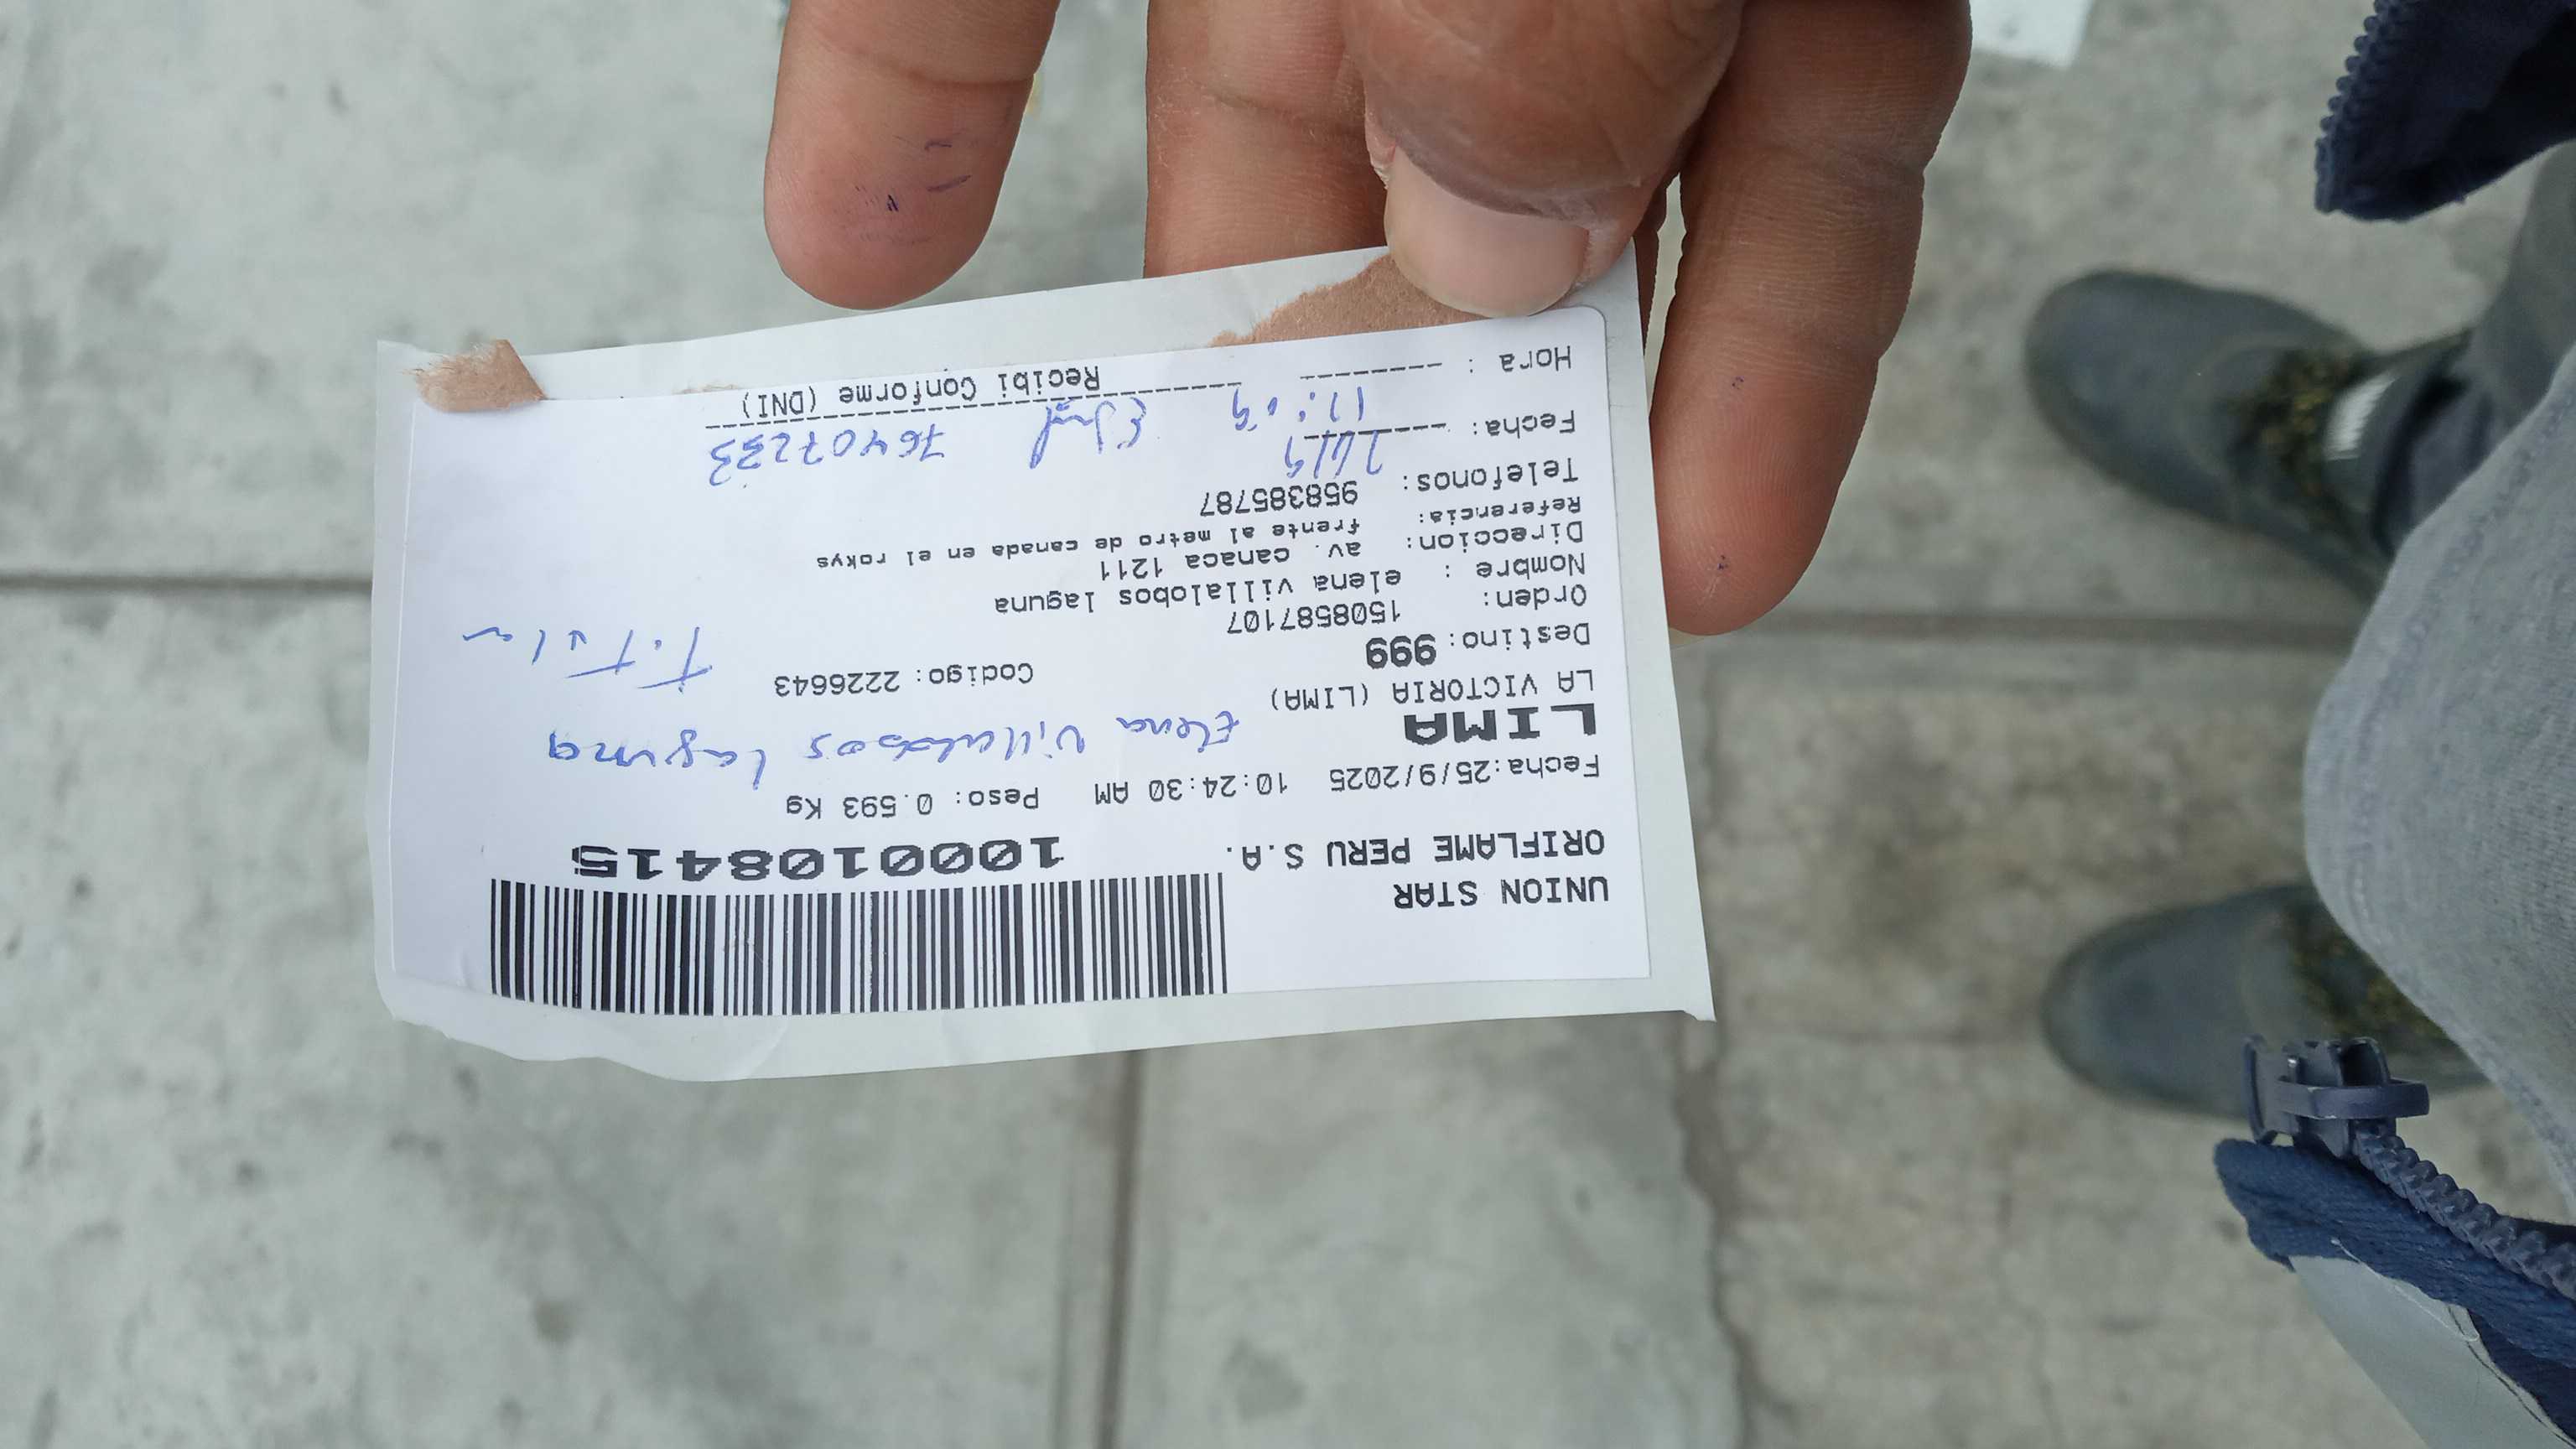 UNION STAR
ORIFLAME PERU S.A.
1000108415
Fecha:25/9/2025 10:24:30 AM Peso: 0.593 Kg
LIMA
Elena Villalobos Laguna
LA VICTORIA (LIMA) Codigo: 2226643
Titular
Destino: 999
Orden: 1508587107
Nombre : elena villalobos laguna
Direccion: av. canaca 1211
Referencia: frente al metro de canada en el rokys
Telefonos: 958385787
Fecha:
76407233
Hora :
Recibi Conforme (DNI)